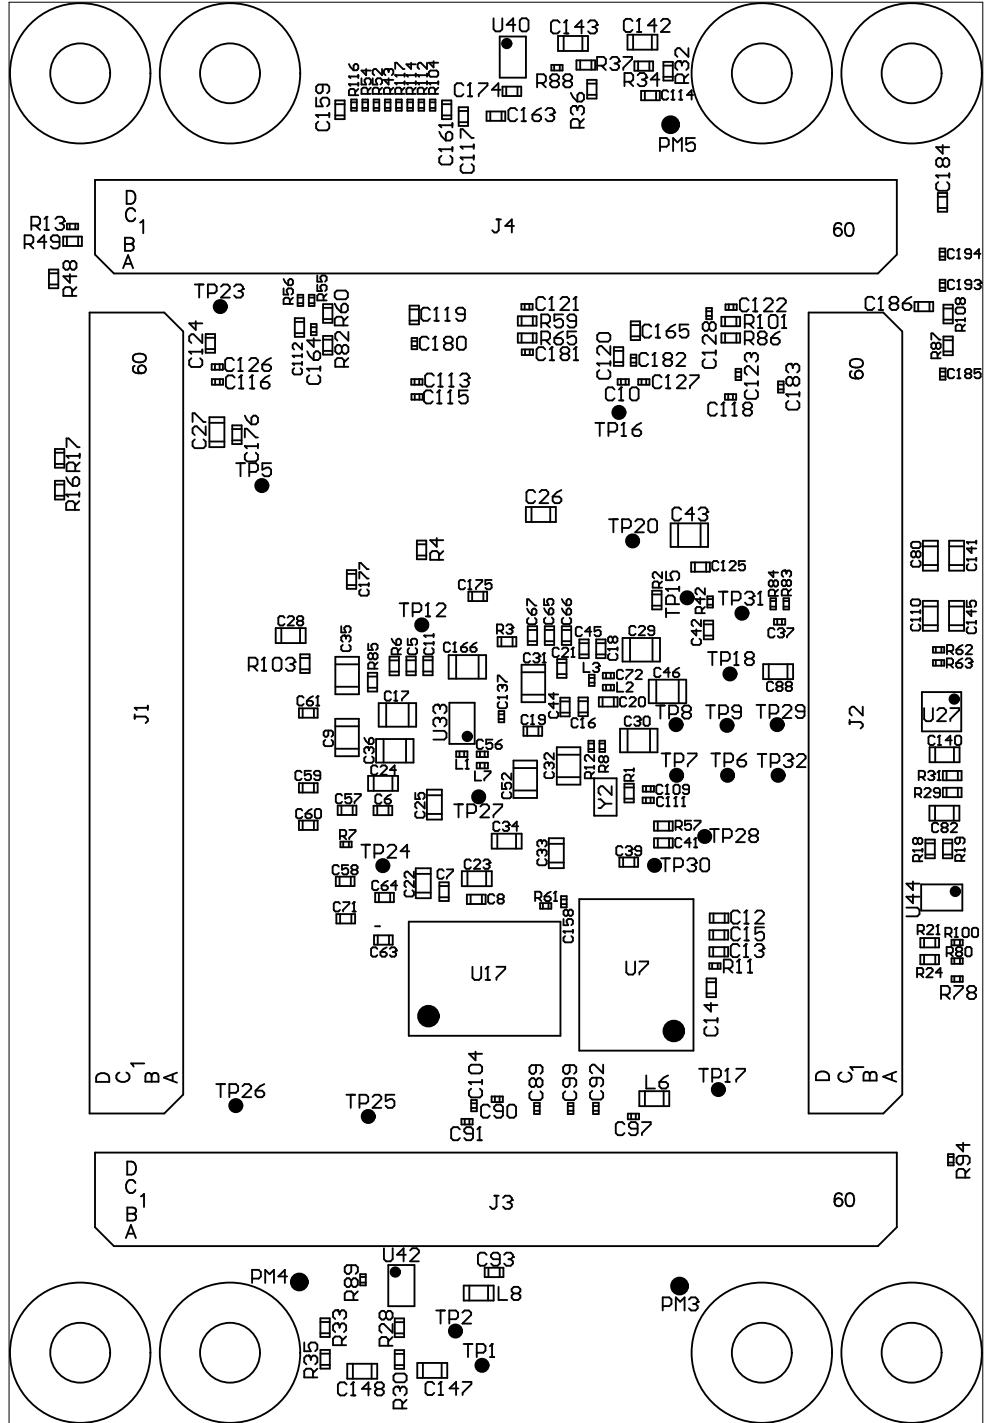 U40
C143
C142
R37
R32
R88
R34
C174
R36
C114
C159
R116
R54
R52
R43
R117
R114
R112
R104
C161
C117
C163
PM5
C184
D
C
1
B
A
J4
60
R13
R49
R48
C194
C193
C186
R108
R87
C185
TP23
R56
R55
R60
C124
C112
C164
R82
C126
C116
C119
C180
C113
C115
C121
R59
R65
C181
C165
C120
C182
C10
C127
TP16
C122
R101
R86
C128
C123
C118
C183
60
60
C27
C176
TP5
R17
R16
C26
TP20
C43
C80
C141
R4
C177
C175
C125
R2
TP15
R42
R84
R83
TP31
C37
C110
C145
TP12
C28
R103
C35
R85
R6
C5
C11
C166
R3
C67
C65
C66
C45
C18
C29
C42
R62
R63
C31
C21
L3
C72
L2
C46
TP18
C88
C61
C17
U33
C137
C44
C16
C20
TP8
TP9
TP29
J1
J2
U27
C9
C36
C19
C30
C140
L1
C56
L7
C32
R12
R8
TP7
TP6
TP32
R31
R29
C59
C24
C52
Y2
R1
C109
C111
C57
C6
C25
TP27
C82
C60
R7
C34
C33
R57
C41
TP28
R18
R19
TP24
C39
TP30
C58
C64
C22
C7
C23
C8
R61
C158
U44
C71
C63
C12
C15
C13
R11
C14
R21
R100
R80
R24
R78
U17
U7
D
C
1
B
A
D
C
1
B
A
TP26
TP25
C104
C90
C91
C89
C99
C92
L6
C97
TP17
R94
D
C
1
B
A
J3
60
U42
C93
PM4
R89
L8
PM3
R33
R28
TP2
R35
TP1
C148
R30
C147